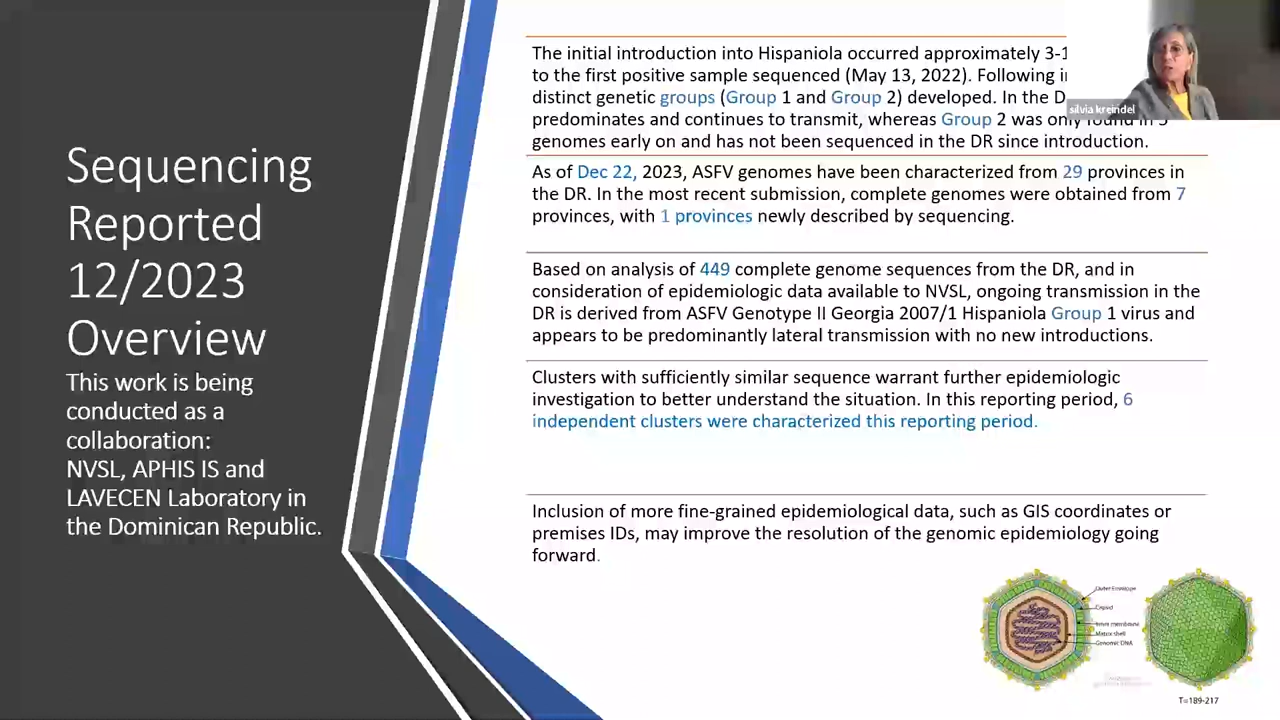 Sequencing
Reported
12/2023
Overview
This work is being
conducted as a
collaboration:
NVSL, APHIS IS and
LAVECEN Laboratory in
the Dominican Republic.
The initial introduction into Hispaniola occurred approximately 3-1
to the first positive sample sequenced (May 13, 2022). Following
distinct genetic groups (Group 1 and Group 2) developed. In the
predominates and continues to transmit, whereas Group 2 was only found in
genomes early on and has not been sequenced in the DR since introduction.
silvia kreindel
As of Dec 22, 2023, ASFV genomes have been characterized from 29 provinces in
the DR. In the most recent submission, complete genomes were obtained from 7
provinces, with 1 provinces newly described by sequencing.
Based on analysis of 449 complete genome sequences from the DR, and in
consideration of epidemiologic data available to NVSL, ongoing transmission in the
DR is derived from ASFV Genotype II Georgia 2007/1 Hispaniola Group 1 virus and
appears to be predominantly lateral transmission with no new introductions.
Clusters with sufficiently similar sequence warrant further epidemiologic
investigation to better understand the situation. In this reporting period, 6
independent clusters were characterized this reporting period.
Inclusion of more fine-grained epidemiological data, such as GIS coordinates or
premises IDs, may improve the resolution of the genomic epidemiology going
forward.
Outer Envelope
Capsid
Inner membrane
Matrix shell
Genomic DNA
T=189-217